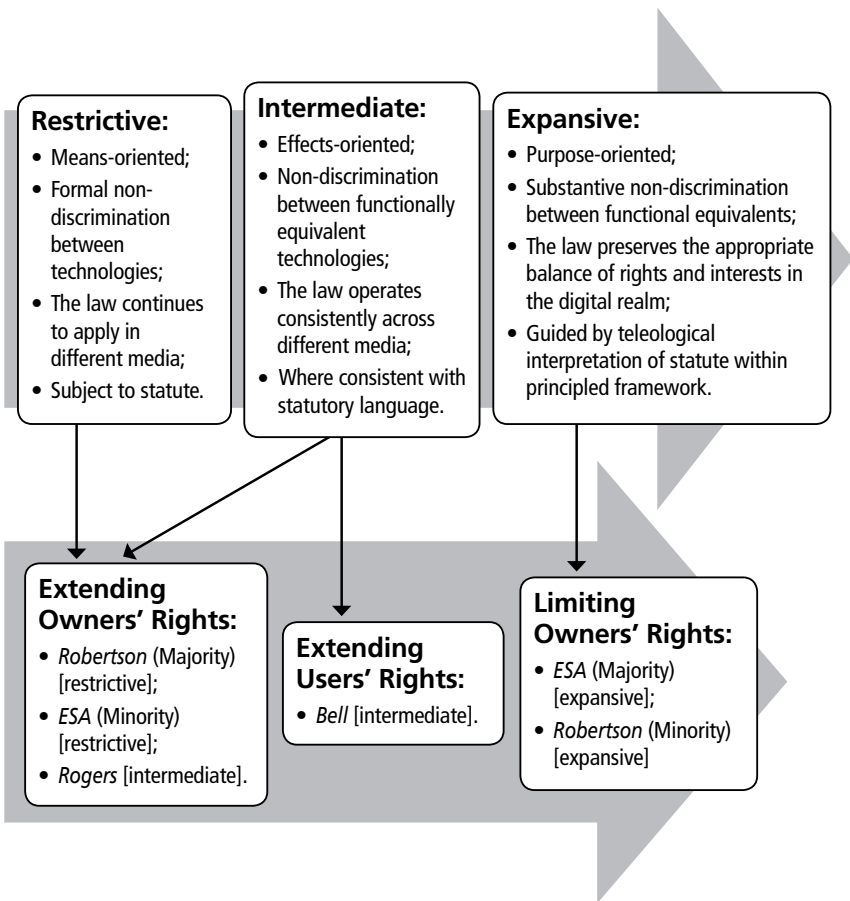 Restrictive:
• Means-oriented;
• Formal non-
discrimination
between
technologies;
• The law continues
to apply in
different media;
• Subject to statute.
Intermediate:
• Effects-oriented;
• Non-discrimination
between functionally
equivalent
technologies;
• The law operates
consistently across
different media;
• Where consistent with
statutory language.
Expansive:
• Purpose-oriented;
• Substantive non-discrimination
between functional equivalents;
• The law preserves the appropriate
balance of rights and interests in
the digital realm;
• Guided by teleological
interpretation of statute within
principled framework.
Extending
Owners’ Rights:
• Robertson (Majority)
[restrictive];
• ESA (Minority)
[restrictive];
• Rogers [intermediate].
Extending
Users’ Rights:
• Bell [intermediate].
Limiting
Owners’ Rights:
• ESA (Majority)
[expansive];
• Robertson (Minority)
[expansive]